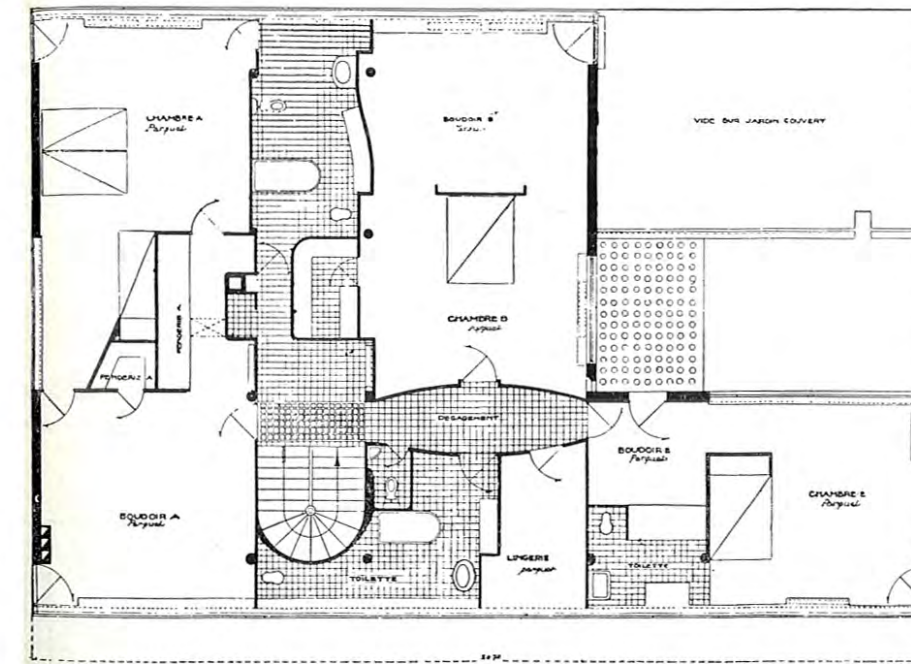 CHAMBRE A
Parquet
BOUDOIR B
VIDE SUR JARDIN COUVERT
PENDERIE A
CHAMBRE B
Parquet
PENDERIE A
DEGAGEMENT
BOUDOIR E
Parquet
CHAMBRE E
Parquet
BOUDOIR A
Parquet
LINGERIE
parquet
TOILETTE
TOILETTE